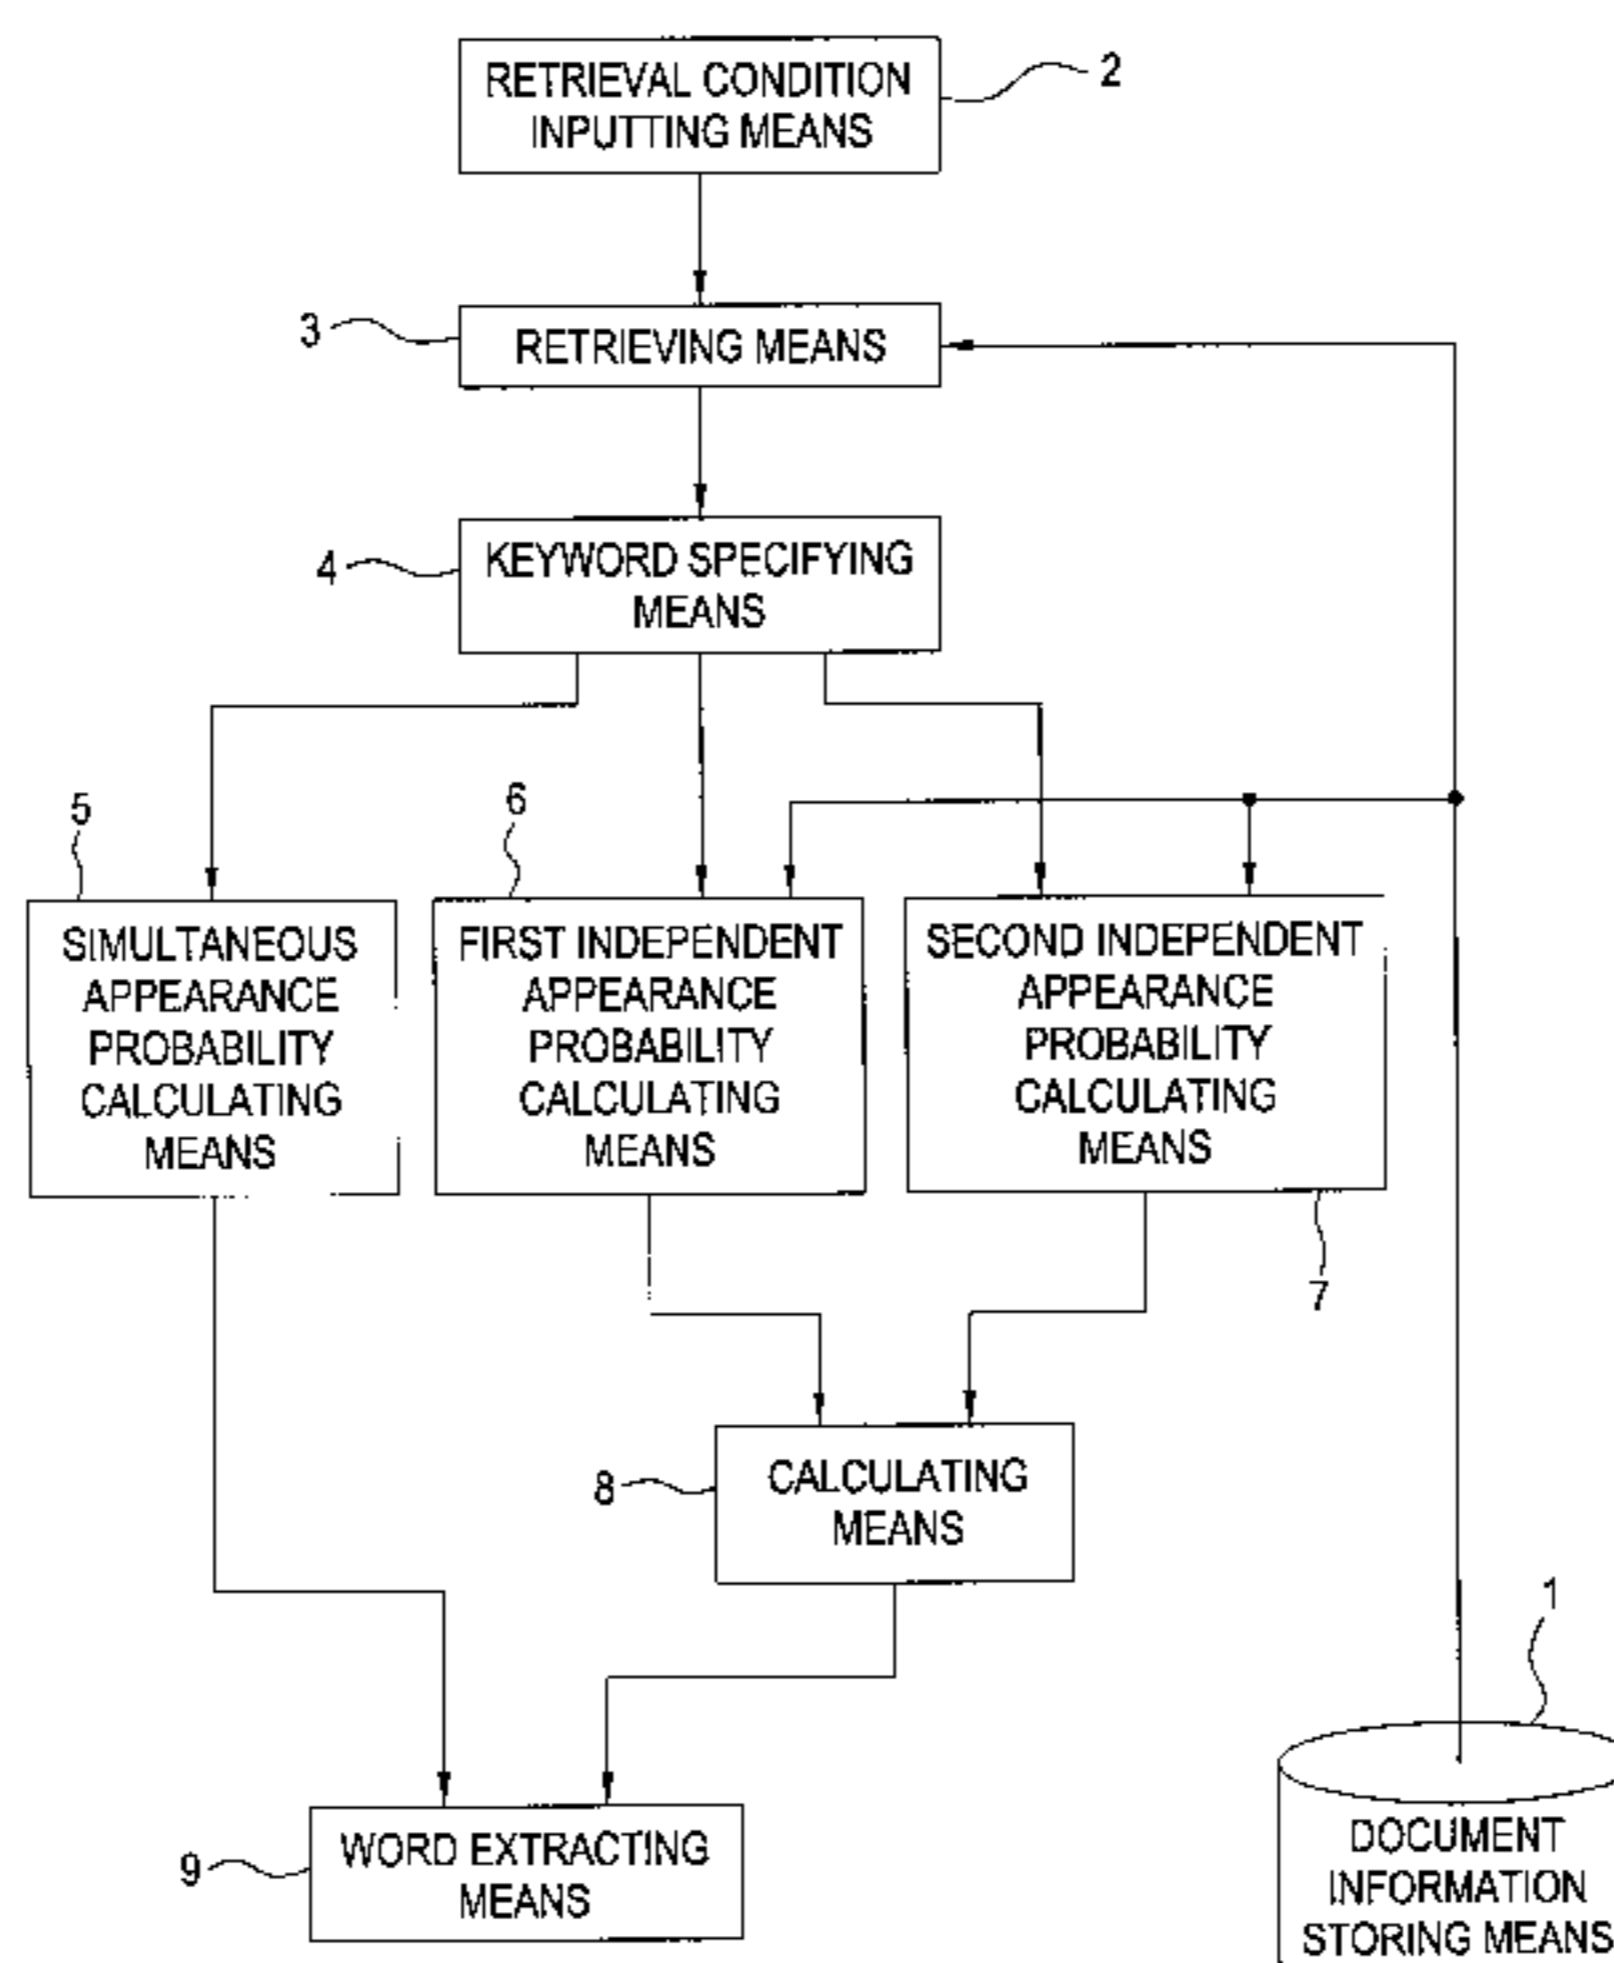 RETRIEVAL CONDITION
INPUTTING MEANS
2
3
RETRIEVING MEANS
4
KEYWORD SPECIFYING
MEANS
5
SIMULTANEOUS
APPEARANCE
PROBABILITY
CALCULATING
MEANS
6
FIRST INDEPENDENT
APPEARANCE
PROBABILITY
CALCULATING
MEANS
SECOND INDEPENDENT
APPEARANCE
PROBABILITY
CALCULATING
MEANS
7
8
CALCULATING
MEANS
9
WORD EXTRACTING
MEANS
1
DOCUMENT
INFORMATION
STORING MEANS